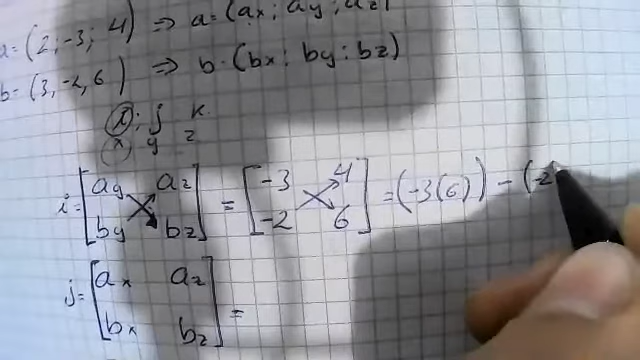 a=(2;-3; 4) ⇒ a=(ax; ay; az)
b=(3,-2,6) ⇒ b=(bx; by; bz)
i; j k
x y z
i= [ay az by bz] = [-3 4 -2 6] =(-3(6)) - (-2
j= [ax az bx bz] =